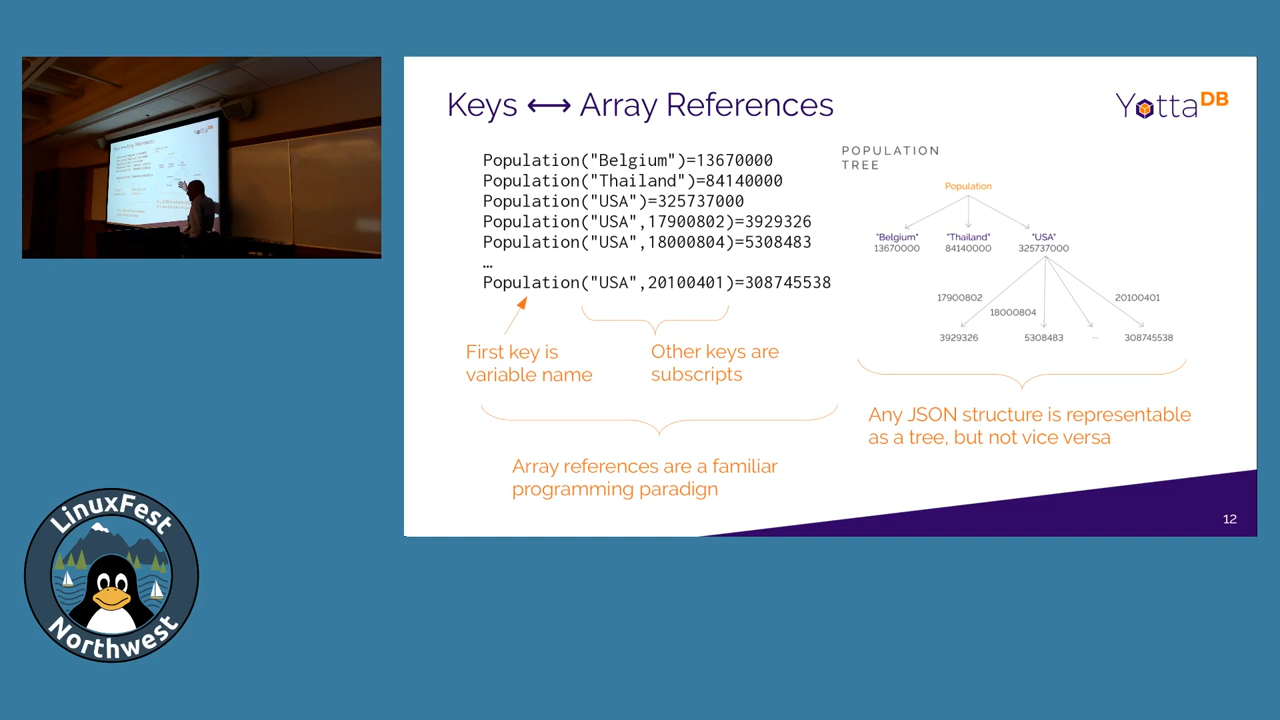 Keys ⟷ Array References
YottaDB
Population("Belgium")=13670000
Population("Thailand")=84140000
Population("USA")=325737000
Population("USA",17900802)=3929326
Population("USA",18000804)=5308483
…
Population("USA",20100401)=308745538
First key is
variable name
Other keys are
subscripts
Array references are a familiar
programming paradign
POPULATION
TREE
Population
"Belgium" "Thailand" "USA"
13670000 84140000 325737000
17900802 20100401
18000804
3929326 5308483 ... 308745538
Any JSON structure is representable
as a tree, but not vice versa
12
LinuxFest
Northwest